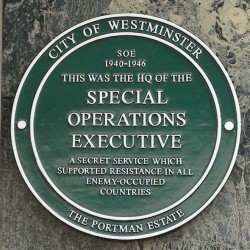 CITY OF WESTMINSTER
SOE
1940-1946
THIS WAS THE HQ OF THE
SPECIAL
OPERATIONS
EXECUTIVE
A SECRET SERVICE WHICH
SUPPORTED RESISTANCE IN ALL
ENEMY-OCCUPIED
COUNTRIES
THE PORTMAN ESTATE